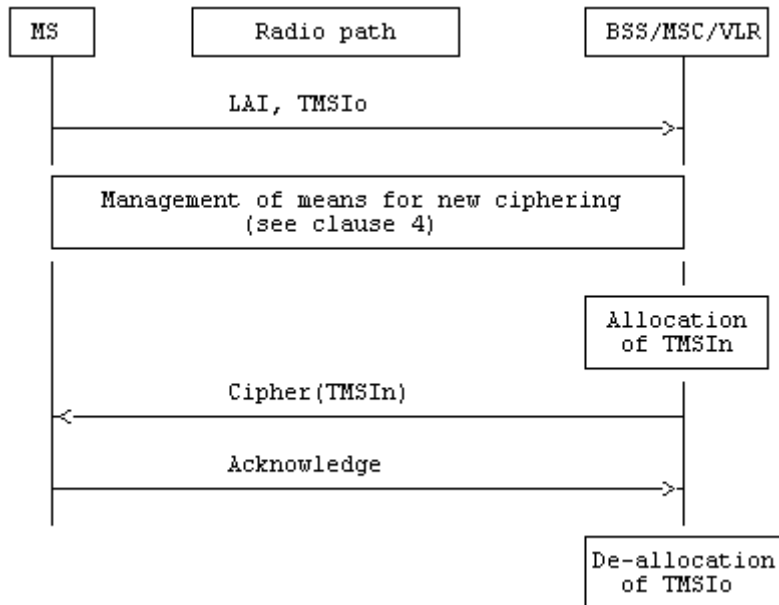 MS
Radio path
BSS/MSC/VLR
LAI, TMSIo
Management of means for new ciphering
(see clause 4)
Allocation
of TMSIn
Cipher(TMSIn)
Acknowledge
De-allocation
of TMSIo